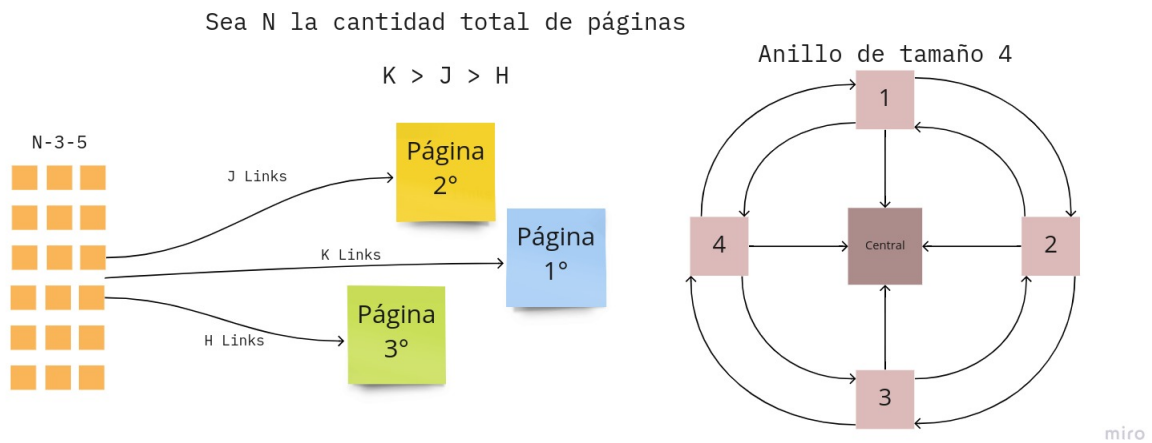 Sea N la cantidad total de páginas
K > J > H
N-3-5
J Links
K Links
H Links
Página
2°
Página
1°
Página
3°
Anillo de tamaño 4
1
4
Central
2
3
miro